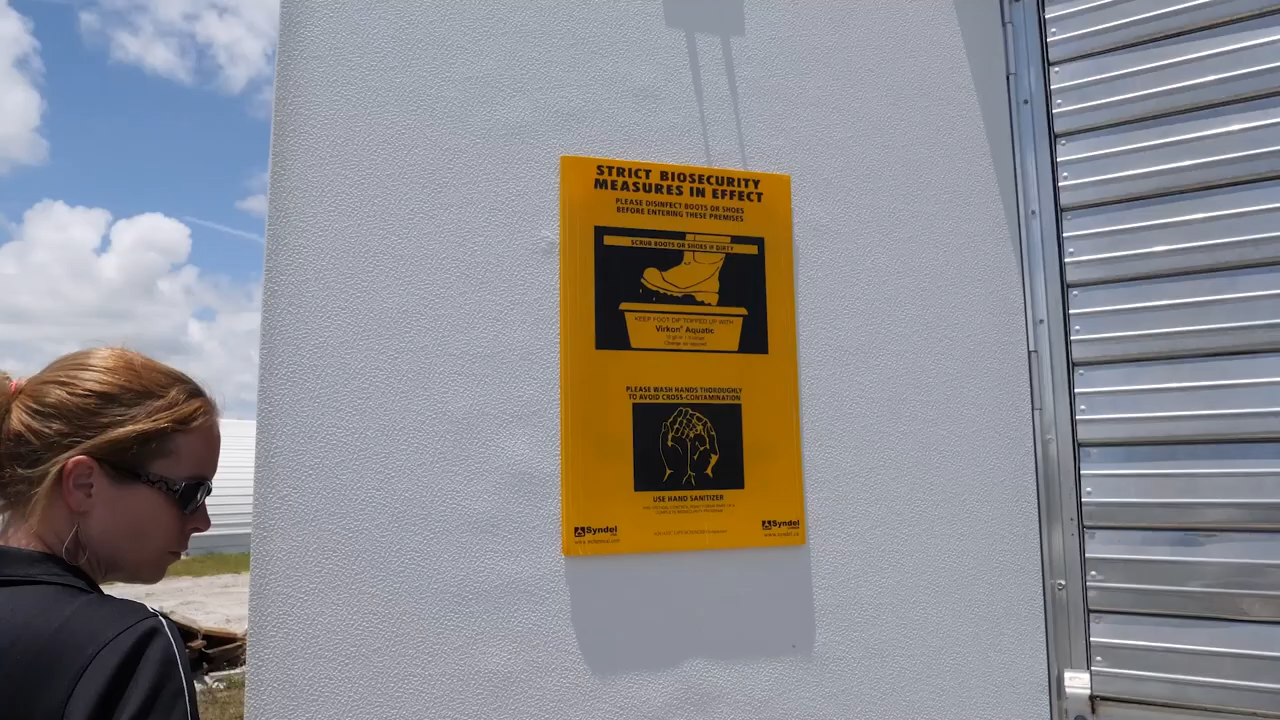 STRICT BIOSECURITY
MEASURES IN EFFECT
PLEASE DISINFECT BOOTS OR SHOES
BEFORE ENTERING THESE PREMISES
SCRUB BOOTS OR SHOES IF DIRTY
KEEP FOOT DIP TOPPED UP WITH
Virkon® Aquatic
PLEASE WASH HANDS THOROUGHLY
TO AVOID CROSS-CONTAMINATION
USE HAND SANITIZER
Syndel
Syndel
www.syndel.ca